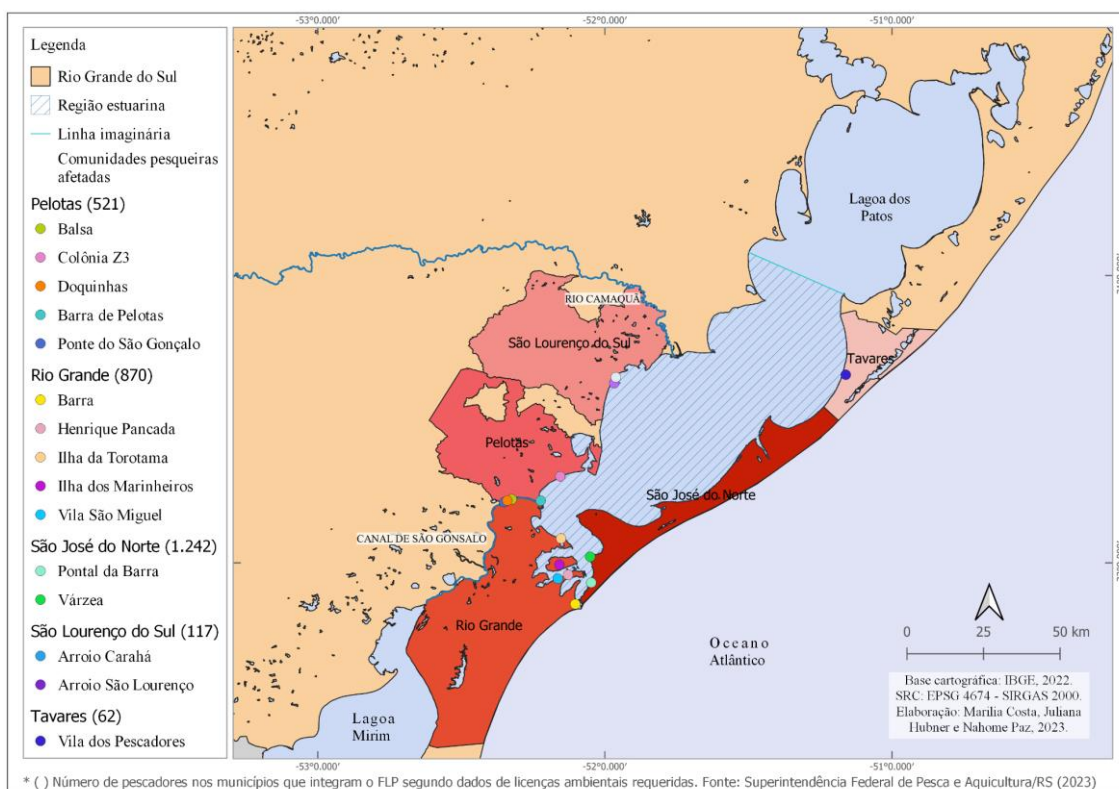 -53°0.000′
-52°0.000′
-51°0.000′
Legenda
Rio Grande do Sul
Região estuarina
Linha imaginária
Comunidades pesqueiras
afetadas
Pelotas (521)
Balsa
Colônia Z3
Doquinhas
Barra de Pelotas
Ponte do São Gonçalo
Rio Grande (870)
Barra
Henrique Pancada
Ilha da Torotama
Ilha dos Marinheiros
Vila São Miguel
São José do Norte (1.242)
Pontal da Barra
Várzea
São Lourenço do Sul (117)
Arroio Carahá
Arroio São Lourenço
Tavares (62)
Vila dos Pescadores
Lagoa dos
Patos
RIO CAMAQUÃ
São Lourenço do Sul
Tavares
Pelotas
São José do Norte
CANAL DE SÃO GONSALO
Rio Grande
Oceano
Atlântico
Lagoa
Mirim
0 25 50 km
Base cartográfica: IBGE, 2022.
SRC: EPSG 4674 - SIRGAS 2000.
Elaboração: Marilia Costa, Juliana
Hubner e Nahome Paz, 2023.
-53°0.000′
-52°0.000′
-51°0.000′
* ( ) Número de pescadores nos municípios que integram o FLP segundo dados de licenças ambientais requeridas. Fonte: Superintendência Federal de Pesca e Aquicultura/RS (2023)